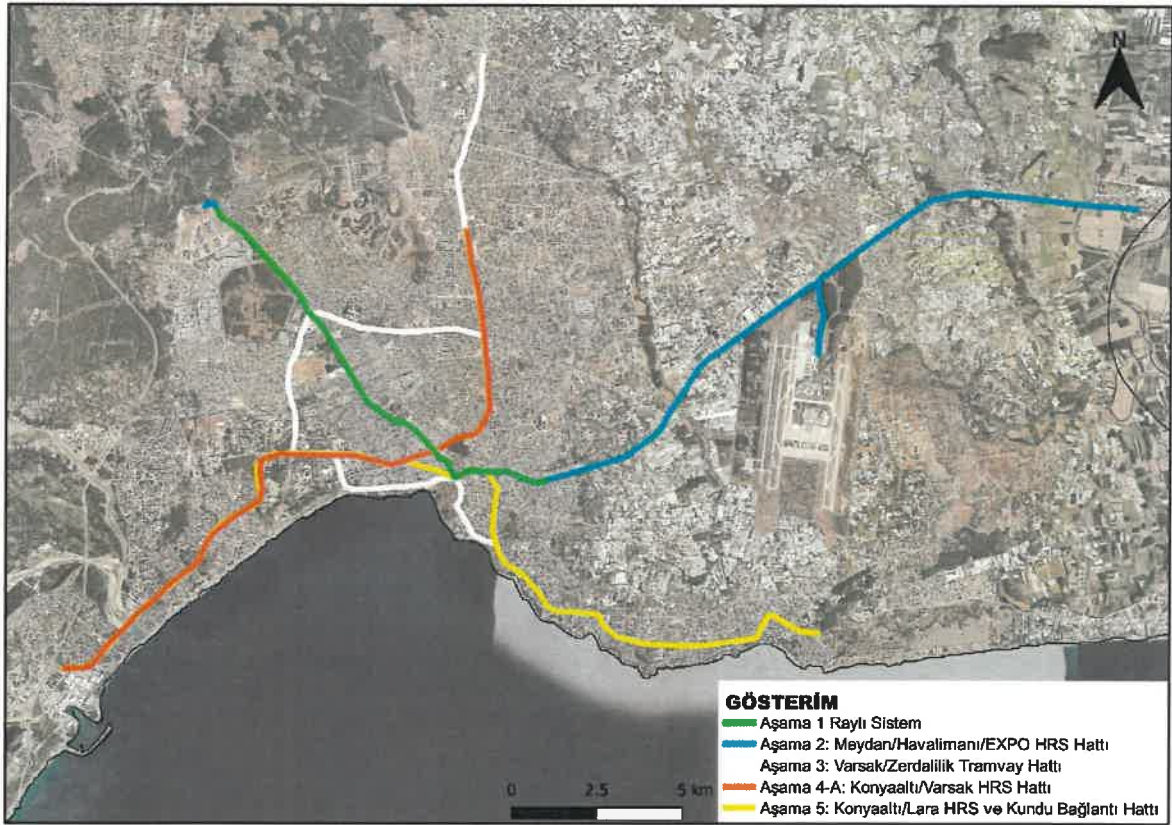 N
GÖSTERİM
Aşama 1 Raylı Sistem
Aşama 2: Meydan/Havalimanı/EXPO HRS Hattı
Aşama 3: Varsak/Zerdalilik Tramvay Hattı
Aşama 4-A: Konyaaltı/Varsak HRS Hattı
Aşama 5: Konyaaltı/Lara HRS ve Kundu Bağlantı Hattı
0 2.5 5 km